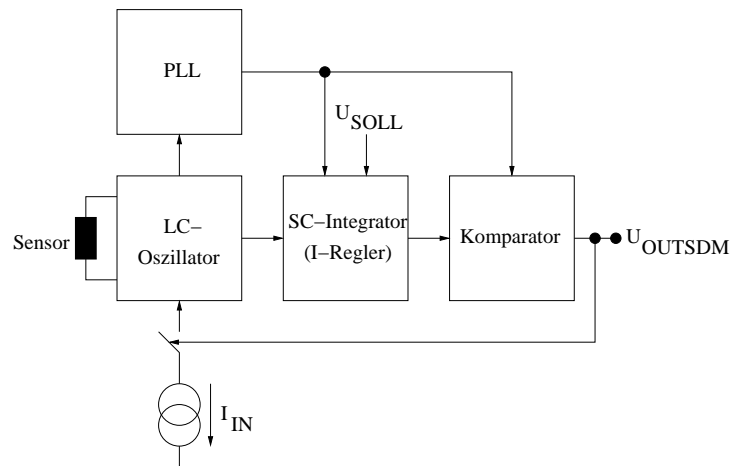 PLL
U_SOLL
Sensor
LC–
Oszillator
SC–Integrator
(I–Regler)
Komparator
U_OUTSDM
I_IN